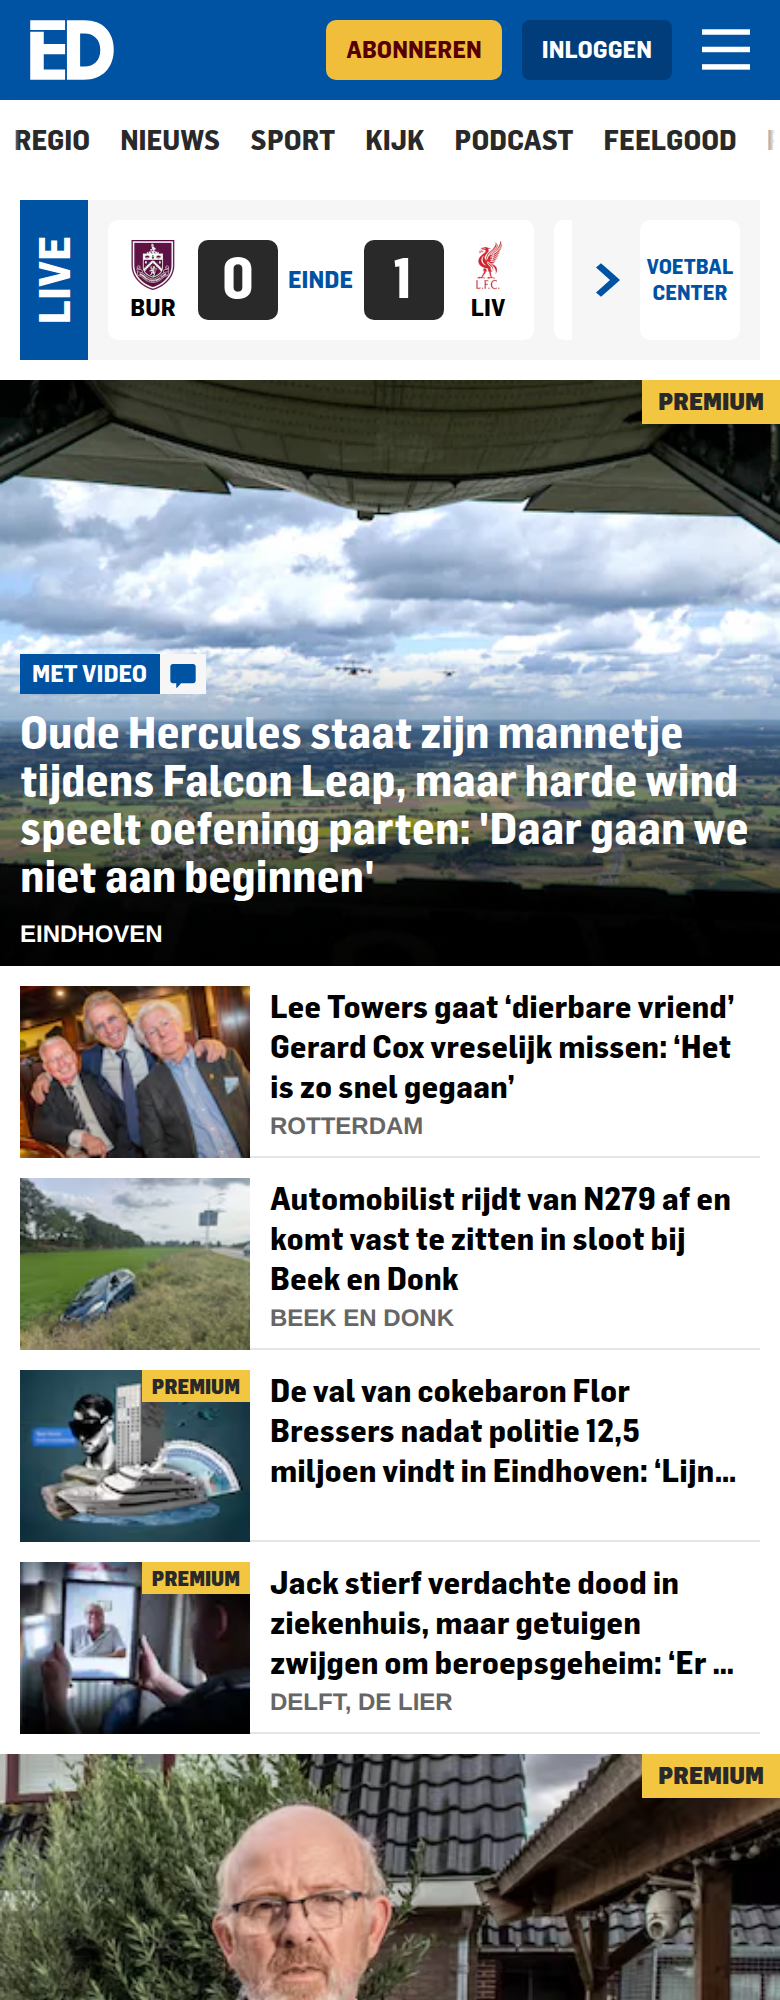 ED
ABONNEREN
INLOGGEN
REGIO NIEUWS SPORT KIJK PODCAST FEELGOOD
LIVE
BUR
0
EINDE
1
L.F.C.
LIV
VOETBAL
CENTER
PREMIUM
MET VIDEO
Oude Hercules staat zijn mannetje
tijdens Falcon Leap, maar harde wind
speelt oefening parten: 'Daar gaan we
niet aan beginnen'
EINDHOVEN
Lee Towers gaat ‘dierbare vriend’
Gerard Cox vreselijk missen: ‘Het
is zo snel gegaan’
ROTTERDAM
Automobilist rijdt van N279 af en
komt vast te zitten in sloot bij
Beek en Donk
BEEK EN DONK
PREMIUM
De val van cokebaron Flor
Bressers nadat politie 12,5
miljoen vindt in Eindhoven: ‘Lijn...
PREMIUM
Jack stierf verdachte dood in
ziekenhuis, maar getuigen
zwijgen om beroepsgeheim: ‘Er ...
DELFT, DE LIER
PREMIUM